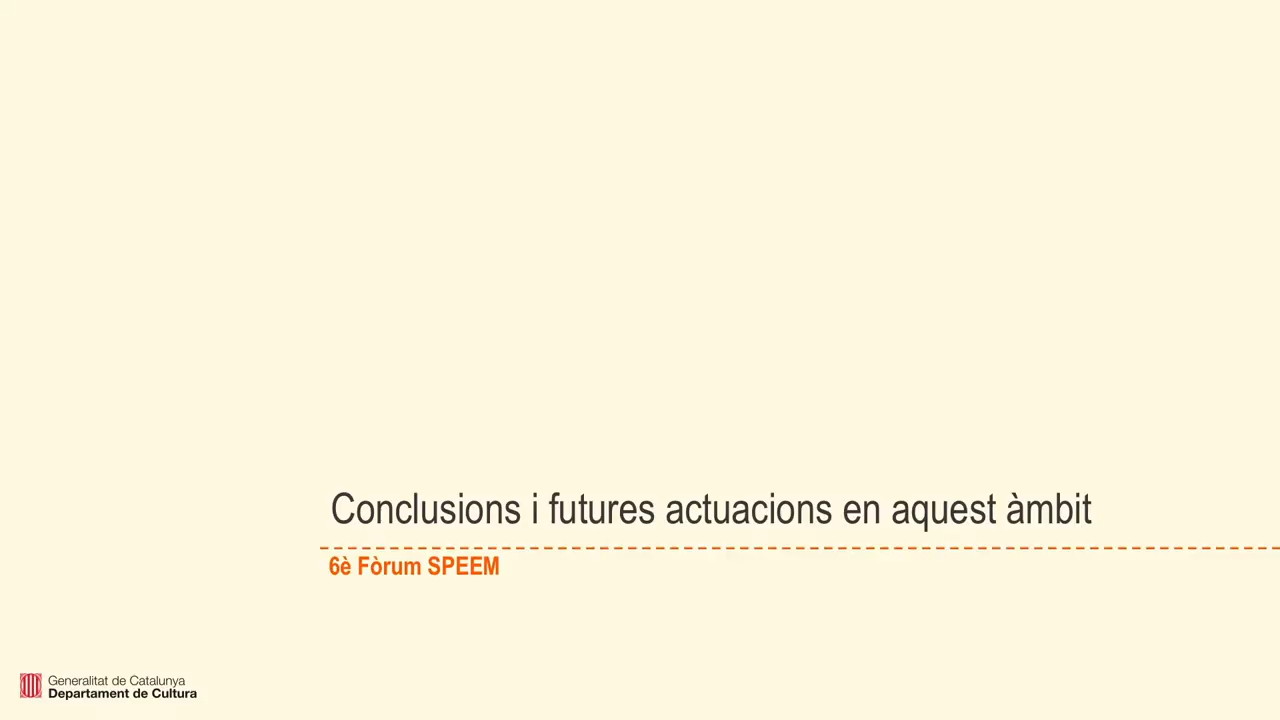 Conclusions i futures actuacions en aquest àmbit
6è Fòrum SPEEM
Generalitat de Catalunya
Departament de Cultura